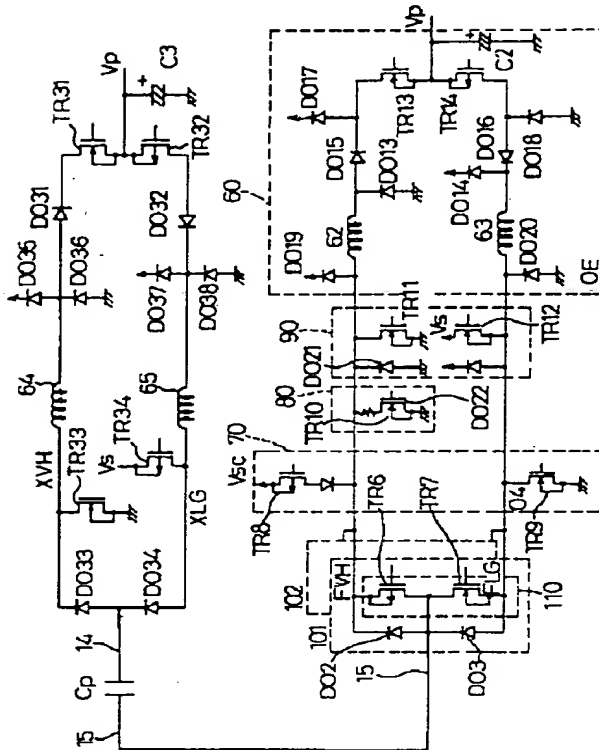 Vp
C3
+
TR31
TR32
DO31
DO32
DO35
DO36
DO37
DO38
64
65
XVH
TR33
Vs
TR34
XLG
DO33
DO34
14
Cp
15
Vp
C2
+
60
DO17
DO15
DO13
TR13
TR14
DO16
DO18
DO14
DO19
62
63
DO20
OE
90
TR11
DO21
Vs
TR12
80
TR10
DO22
70
Vsc
TR8
O4
TR9
102
101
FVH
TR6
TR7
FLG
110
DO2
DO3
15